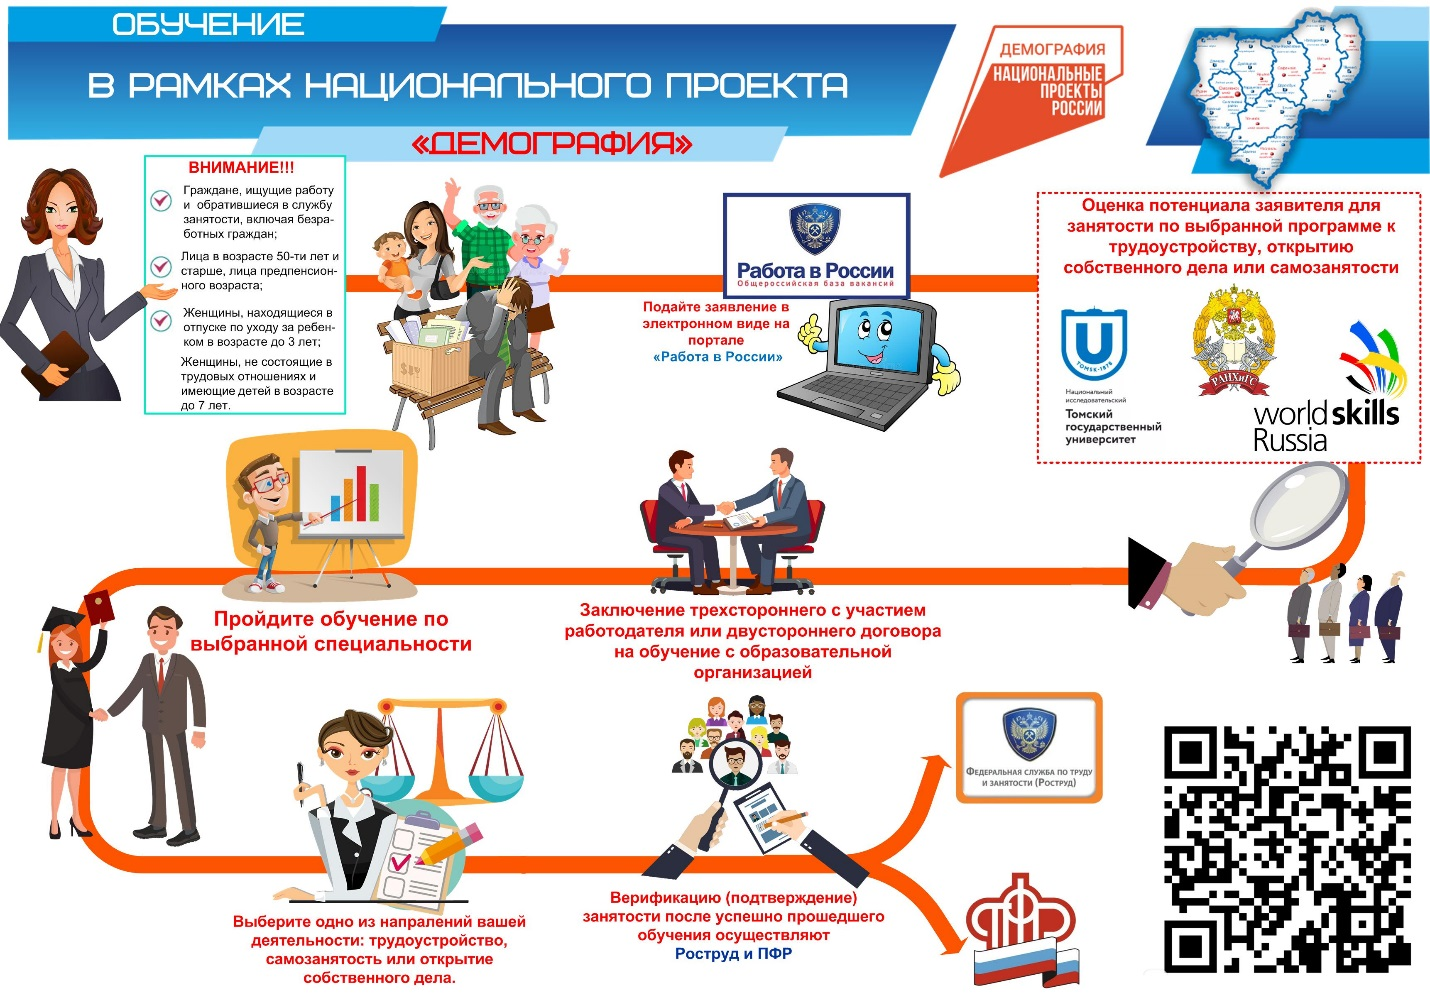 ОБУЧЕНИЕ
В РАМКАХ НАЦИОНАЛЬНОГО ПРОЕКТА
«ДЕМОГРАФИЯ»
ДЕМОГРАФИЯ
НАЦИОНАЛЬНЫЕ
ПРОЕКТЫ
РОССИИ
ВНИМАНИЕ!!!
Граждане, ищущие работу
и обратившиеся в службу
занятости, включая безра-
ботных граждан;
Лица в возрасте 50-ти лет и
старше, лица предпенсион-
ного возраста;
Женщины, находящиеся в
отпуске по уходу за ребен-
ком в возрасте до 3 лет;
Женщины, не состоящие в
трудовых отношениях и
имеющие детей в возрасте
до 7 лет.
Работа в России
Общероссийская база вакансий
Подайте заявление в
электронном виде на
портале
«Работа в России»
Оценка потенциала заявителя для
занятости по выбранной программе к
трудоустройству, открытию
собственного дела или самозанятости
ТОМСК-1878
Национальный
исследовательский
Томский
государственный
университет
РАНХиГС
worldskills
Russia
Пройдите обучение по
выбранной специальности
Заключение трехстороннего с участием
работодателя или двустороннего договора
на обучение с образовательной
организацией
Выберите одно из напралений вашей
деятельности: трудоустройство,
самозанятость или открытие
собственного дела.
Верификацию (подтверждение)
занятости после успешно прошедшего
обучения осуществляют
Роструд и ПФР
ФЕДЕРАЛЬНАЯ СЛУЖБА ПО ТРУДУ
И ЗАНЯТОСТИ (РОСТРУД)